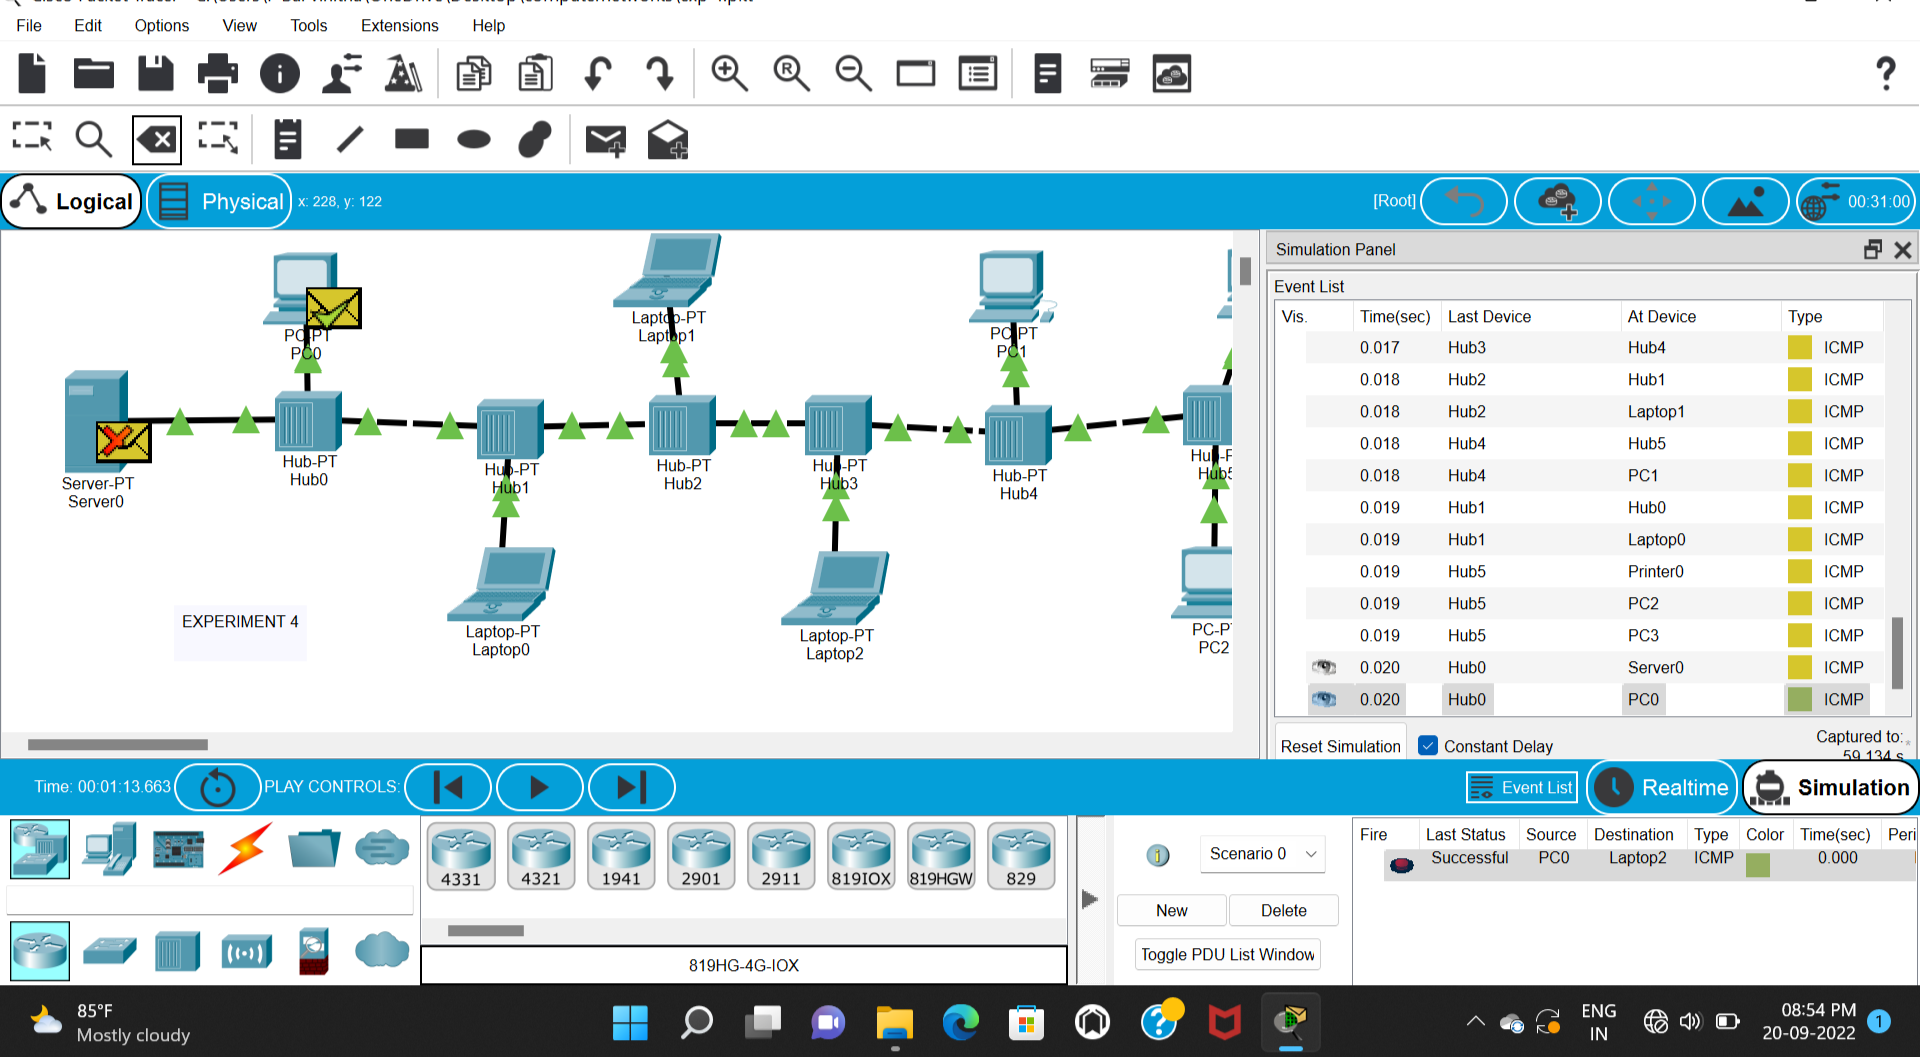 File Edit Options View Tools Extensions Help
Logical Physical x: 228, y: 122 [Root] 00:31:00
Simulation Panel
Event List
Vis. Time(sec) Last Device At Device Type
0.017 Hub3 Hub4 ICMP
0.018 Hub2 Hub1 ICMP
0.018 Hub2 Laptop1 ICMP
0.018 Hub4 Hub5 ICMP
0.018 Hub4 PC1 ICMP
0.019 Hub1 Hub0 ICMP
0.019 Hub1 Laptop0 ICMP
0.019 Hub5 Printer0 ICMP
0.019 Hub5 PC2 ICMP
0.019 Hub5 PC3 ICMP
0.020 Hub0 Server0 ICMP
0.020 Hub0 PC0 ICMP
Reset Simulation Constant Delay
Captured to:
59.134 s
PC-PT
PC0
Laptop-PT
Laptop1
PC-PT
PC1
Server-PT
Server0
Hub-PT
Hub0
Hub-PT
Hub1
Hub-PT
Hub2
Hub-PT
Hub3
Hub-PT
Hub4
Hub5
Laptop-PT
Laptop0
Laptop-PT
Laptop2
PC2
EXPERIMENT 4
Time: 00:01:13.663 PLAY CONTROLS: Event List Realtime Simulation
4331 4321 1941 2901 2911 819IOX 819HGW 829
819HG-4G-IOX
Scenario 0
New Delete
Toggle PDU List Window
Fire Last Status Source Destination Type Color Time(sec) Peri
Successful PC0 Laptop2 ICMP 0.000
85°F
Mostly cloudy
ENG
IN
08:54 PM
20-09-2022
1